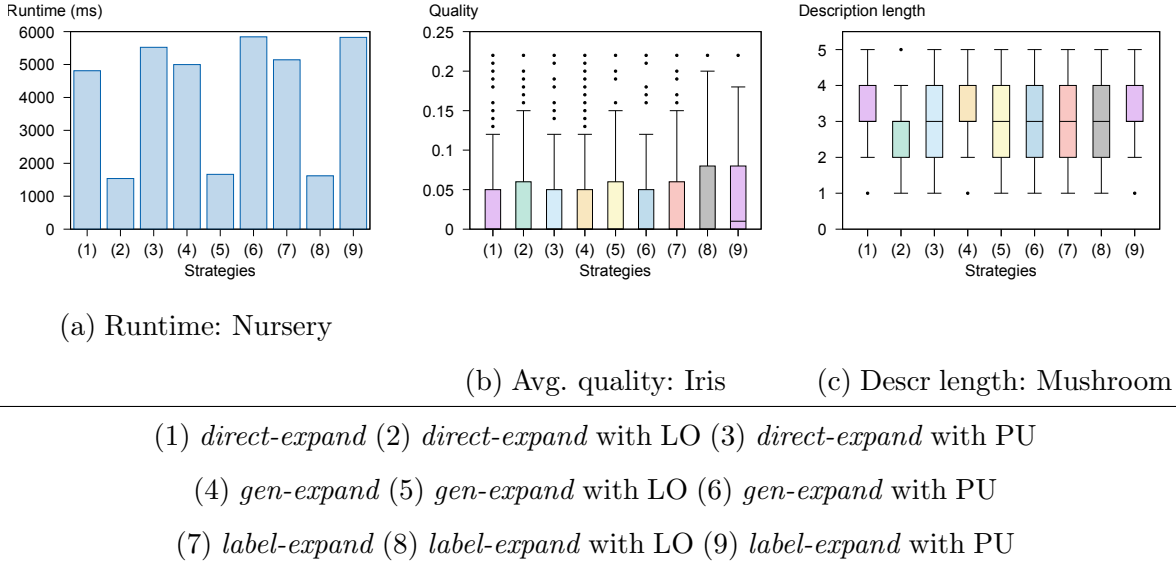 Runtime (ms)
6000
5000
4000
3000
2000
1000
0
(1) (2) (3) (4) (5) (6) (7) (8) (9)
Strategies
(a) Runtime: Nursery
Quality
0.25
0.2
0.15
0.1
0.05
0
(1) (2) (3) (4) (5) (6) (7) (8) (9)
Strategies
(b) Avg. quality: Iris
Description length
5
4
3
2
1
0
(1) (2) (3) (4) (5) (6) (7) (8) (9)
Strategies
(c) Descr length: Mushroom
(1) direct-expand (2) direct-expand with LO (3) direct-expand with PU
(4) gen-expand (5) gen-expand with LO (6) gen-expand with PU
(7) label-expand (8) label-expand with LO (9) label-expand with PU